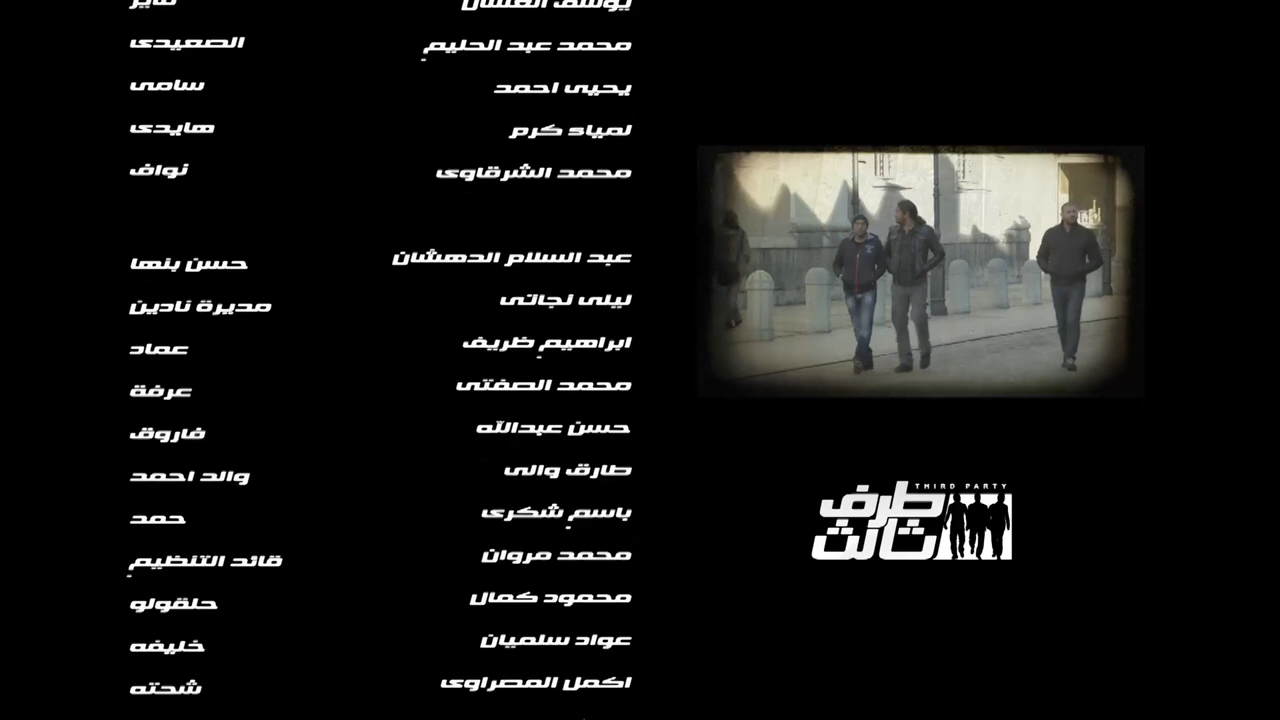 محمد عبد الحليم الصعيدى
يحيى احمد سامى
لمياء كرم هايدى
محمد الشرقاوى نواف
عبد السلام الدهشان حسن بنها
ليلى نجاتى مديرة نادين
ابراهيم ظريف عماد
محمد الصفتى عرفة
حسن عبدالله فاروق
طارق والى والد احمد
باسم شكرى حمد
محمد مروان قائد التنظيم
محمود كمال حلقولو
عواد سلميان خليفه
اكمل المصراوى شحته
THIRD PARTY
طرف
ثالث